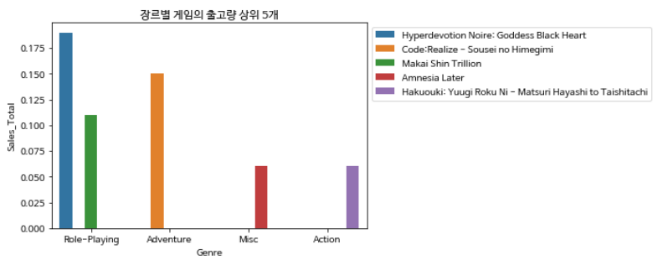 장르별 게임의 출고량 상위 5개
Hyperdevotion Noire: Goddess Black Heart
Code:Realize - Sousei no Himegimi
Makai Shin Trillion
Amnesia Later
Hakuouki: Yuugi Roku Ni - Matsuri Hayashi to Taishitachi
Sales_Total
0.175
0.150
0.125
0.100
0.075
0.050
0.025
0.000
Role-Playing
Adventure
Misc
Action
Genre